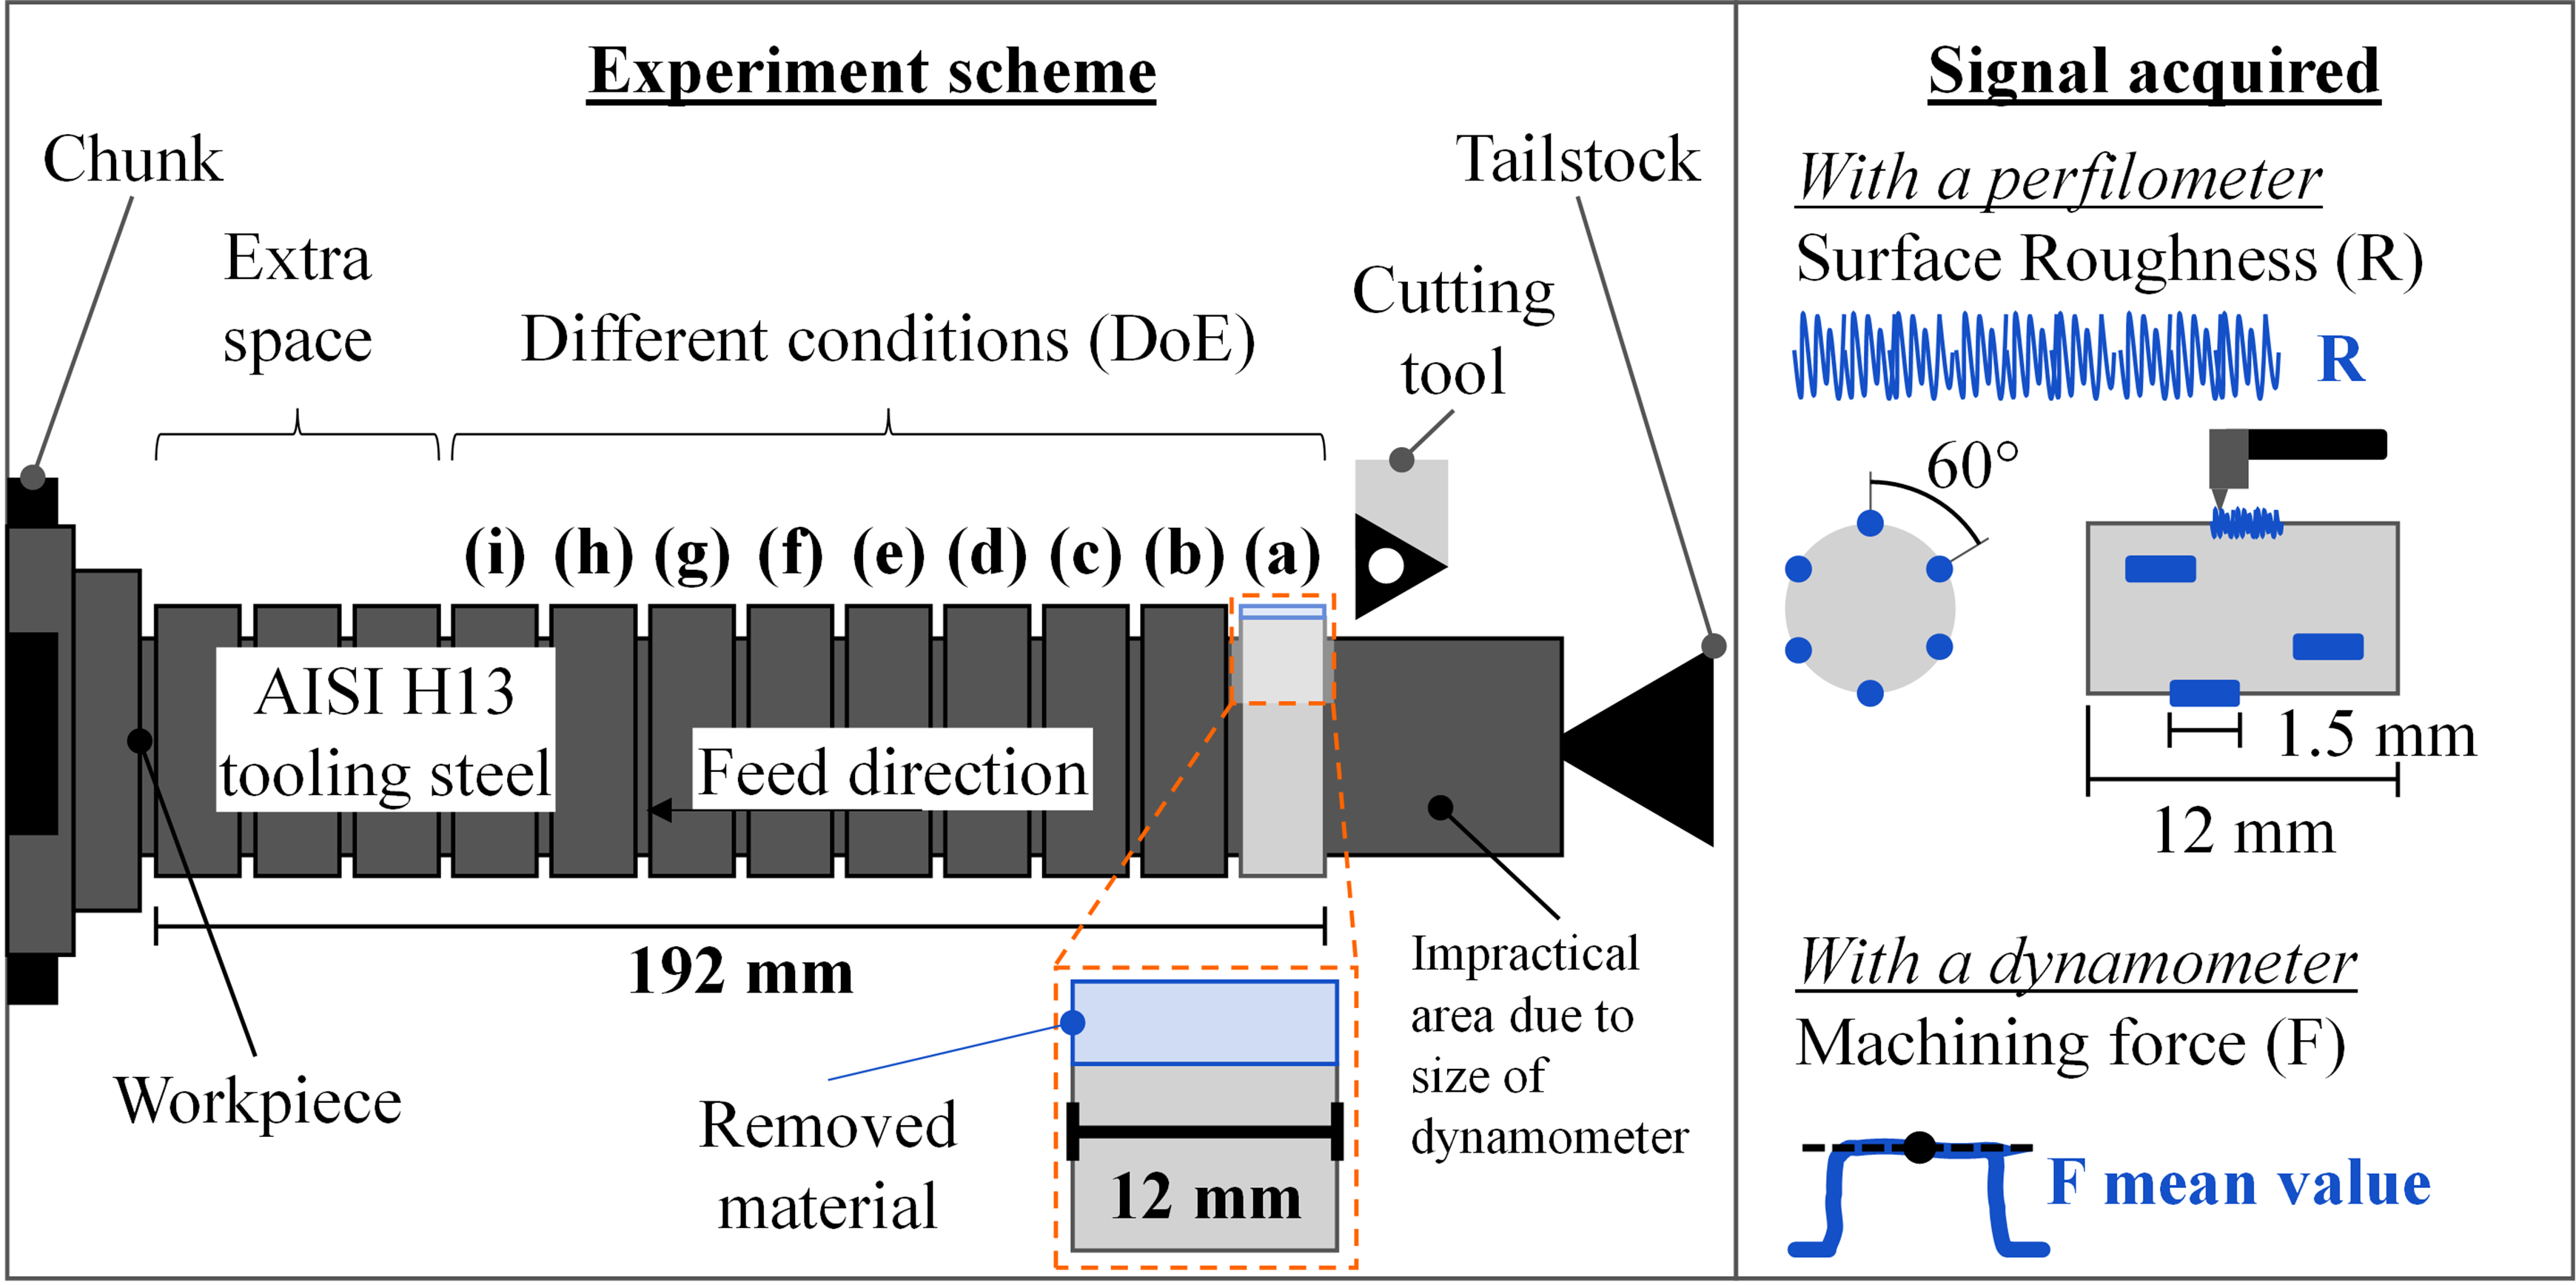 Experiment scheme
Chunk
Tailstock
Extra
space
Different conditions (DoE)
Cutting
tool
(i) (h) (g) (f) (e) (d) (c) (b) (a)
AISI H13
tooling steel
Feed direction
192 mm
Workpiece
Removed
material
12 mm
Impractical
area due to
size of
dynamometer
Signal acquired
With a perfilometer
Surface Roughness (R)
R
60°
1.5 mm
12 mm
With a dynamometer
Machining force (F)
F mean value